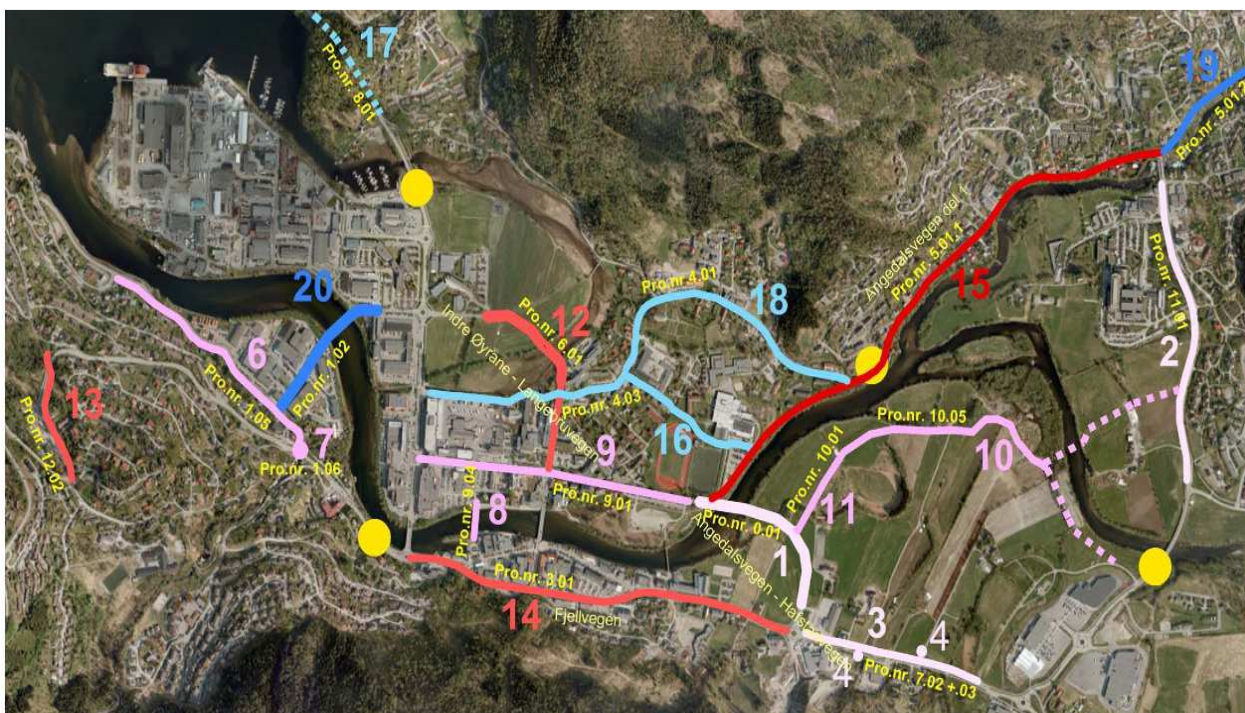 17
Pro.nr. 8.01
19
Pro.nr. 5.01.2
Angedalsvegen del 1
Pro.nr. 5.01.1
15
Pro.nr. 11.01
2
Pro.nr. 4.01
18
20
Pro.nr. 1.02
12
Pro.nr. 6.01
Indre Øyrane - Langebruvegen
6
Pro.nr. 1.05
13
Pro.nr. 12.02
Pro.nr. 4.03
16
7
Pro.nr. 1.06
9
Pro.nr. 9.01
8
Pro.nr. 9.04
Pro.nr. 10.05
10
Pro.nr. 10.01
11
Pro.nr. 0-01
1
Angedalsvegen - Hafstadvegen
Pro.nr. 3.01
14
Fjellvegen
3
4
4
Pro.nr. 7.02 +.03